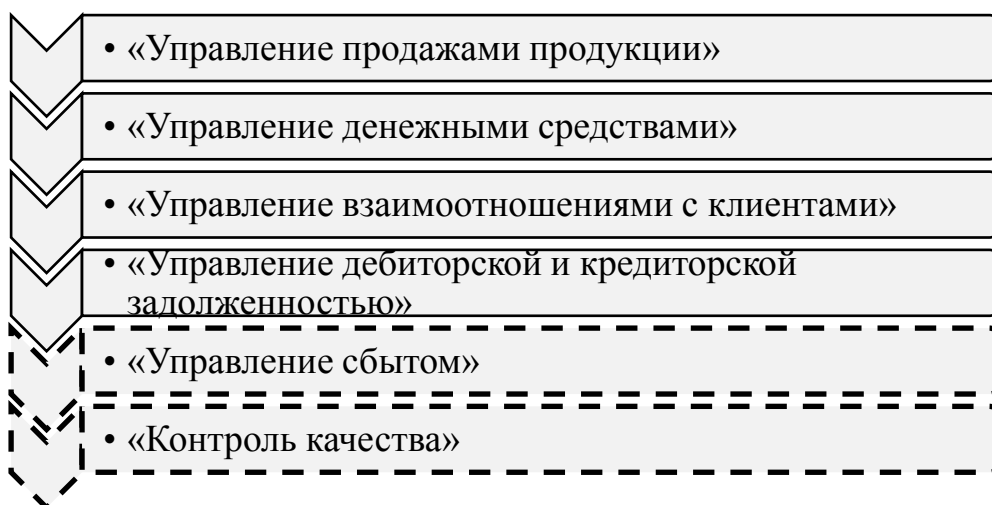 • «Управление продажами продукции»
• «Управление денежными средствами»
• «Управление взаимоотношениями с клиентами»
• «Управление дебиторской и кредиторской
задолженностью»
• «Управление сбытом»
• «Контроль качества»